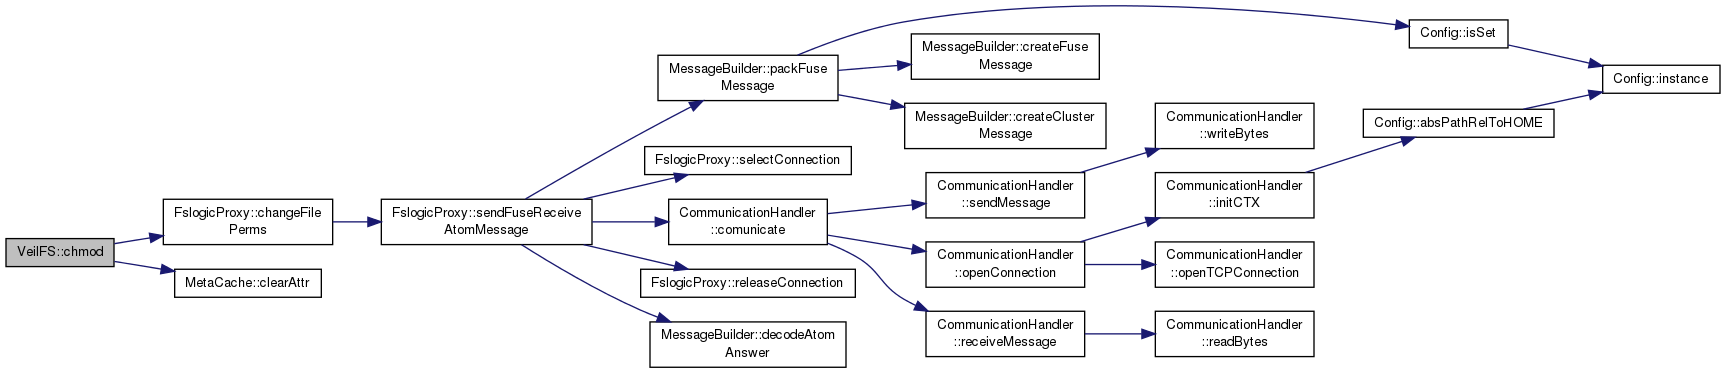 VeilFS::chmod
FslogicProxy::changeFile
Perms
MetaCache::clearAttr
FslogicProxy::sendFuseReceive
AtomMessage
MessageBuilder::packFuse
Message
FslogicProxy::selectConnection
CommunicationHandler
::comunicate
FslogicProxy::releaseConnection
MessageBuilder::decodeAtom
Answer
MessageBuilder::createFuse
Message
MessageBuilder::createCluster
Message
CommunicationHandler
::sendMessage
CommunicationHandler
::openConnection
CommunicationHandler
::receiveMessage
CommunicationHandler
::writeBytes
CommunicationHandler
::initCTX
CommunicationHandler
::openTCPConnection
CommunicationHandler
::readBytes
Config::isSet
Config::absPathRelToHOME
Config::instance